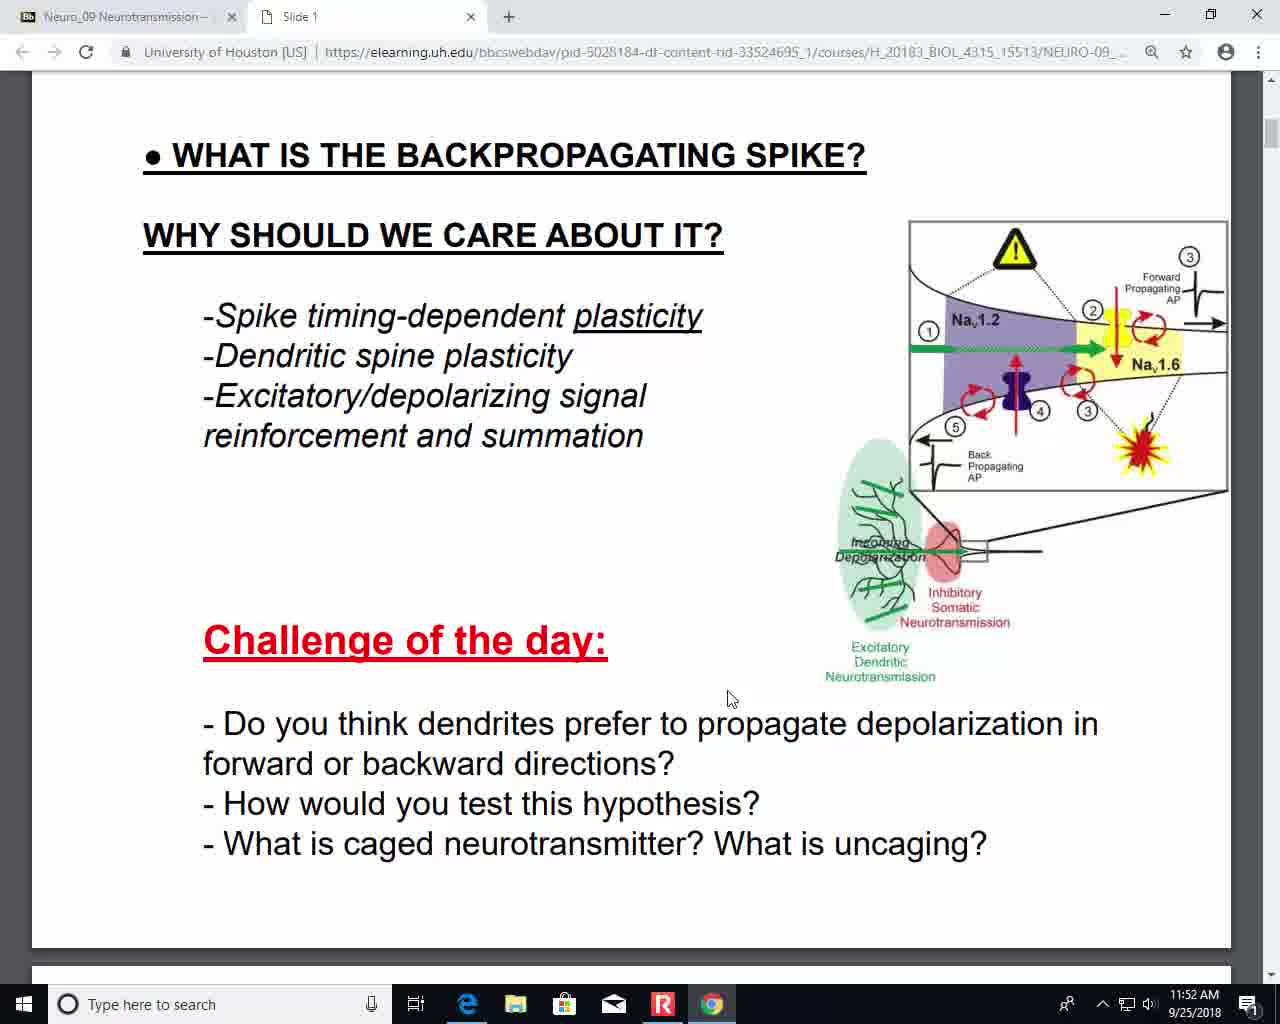 Neuro_09 Neurotransmission –
Slide 1
University of Houston [US]
https://elearning.uh.edu/bbcswebdav/pid-6028184-dt-content-rid-33524695_1/courses/H_20183_BIOL_4315_15513/NEURO-09_...
● WHAT IS THE BACKPROPAGATING SPIKE?
WHY SHOULD WE CARE ABOUT IT?
-Spike timing-dependent plasticity
-Dendritic spine plasticity
-Excitatory/depolarizing signal
reinforcement and summation
!
3
Forward
Propagating
AP
2
Nav1.2
1
Nav1.6
4
3
5
Back
Propagating
AP
Incoming
Depolarization
Inhibitory
Somatic
Neurotransmission
Excitatory
Dendritic
Neurotransmission
Challenge of the day:
- Do you think dendrites prefer to propagate depolarization in
forward or backward directions?
- How would you test this hypothesis?
- What is caged neurotransmitter? What is uncaging?
Type here to search
11:52 AM
9/25/2018
1